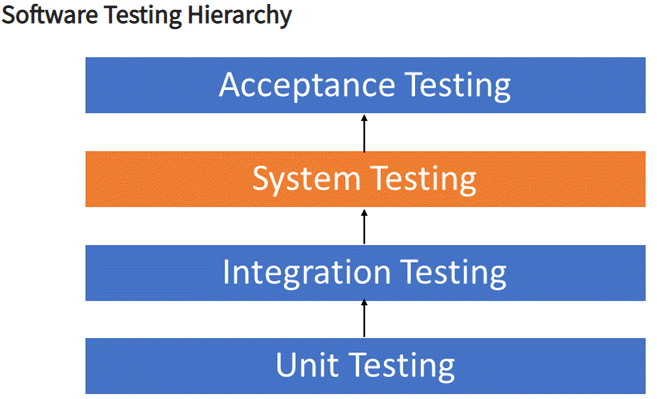 Software Testing Hierarchy
Acceptance Testing
System Testing
Integration Testing
Unit Testing